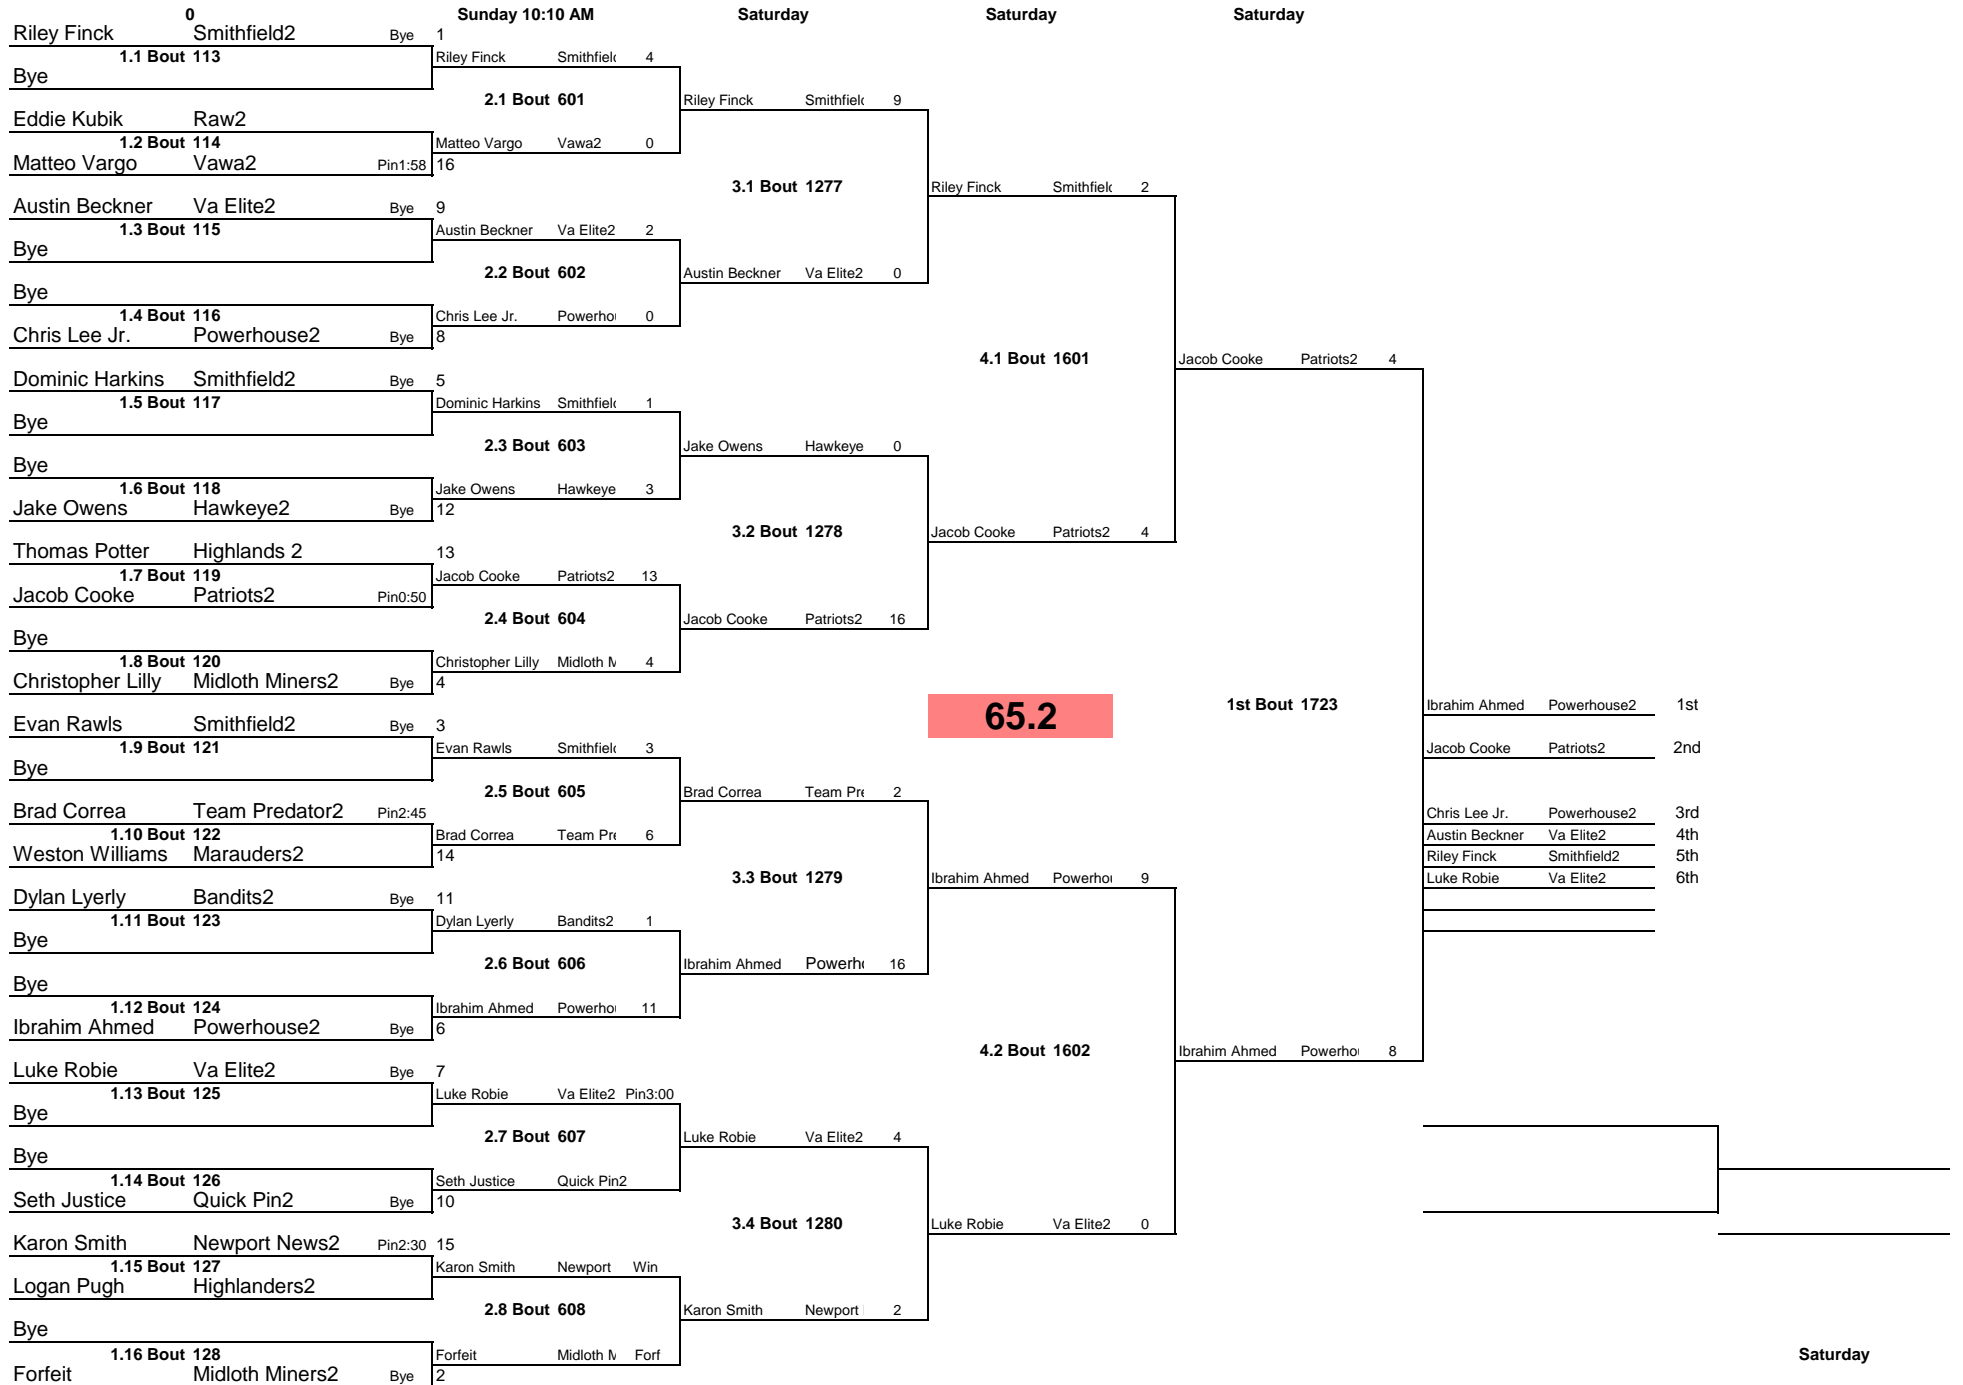 0 Sunday 10:10 AM Saturday Saturday Saturday
Riley Finck Smithfield2 Bye 1
1.1 Bout 113 Riley Finck Smithfield 4
Bye
2.1 Bout 601 Riley Finck Smithfield 9
Eddie Kubik Raw2
1.2 Bout 114 Matteo Vargo Vawa2 0
Matteo Vargo Vawa2 Pin1:58 16
3.1 Bout 1277 Riley Finck Smithfield 2
Austin Beckner Va Elite2 Bye 9
1.3 Bout 115 Austin Beckner Va Elite2 2
Bye
2.2 Bout 602 Austin Beckner Va Elite2 0
Bye
1.4 Bout 116 Chris Lee Jr. Powerhou 0
Chris Lee Jr. Powerhouse2 Bye 8
4.1 Bout 1601 Jacob Cooke Patriots2 4
Dominic Harkins Smithfield2 Bye 5
1.5 Bout 117 Dominic Harkins Smithfield 1
Bye
2.3 Bout 603 Jake Owens Hawkeye 0
Bye
1.6 Bout 118 Jake Owens Hawkeye 3
Jake Owens Hawkeye2 Bye 12
3.2 Bout 1278 Jacob Cooke Patriots2 4
Thomas Potter Highlands 2 13
1.7 Bout 119 Jacob Cooke Patriots2 13
Jacob Cooke Patriots2 Pin0:50
2.4 Bout 604 Jacob Cooke Patriots2 16
Bye
1.8 Bout 120 Christopher Lilly Midloth M 4
Christopher Lilly Midloth Miners2 Bye 4
65.2 1st Bout 1723 Ibrahim Ahmed Powerhouse2 1st
Evan Rawls Smithfield2 Bye 3
1.9 Bout 121 Evan Rawls Smithfield 3 Jacob Cooke Patriots2 2nd
Bye
2.5 Bout 605 Brad Correa Team Pre 2
Brad Correa Team Predator2 Pin2:45 Chris Lee Jr. Powerhouse2 3rd
1.10 Bout 122 Brad Correa Team Pre 6 Austin Beckner Va Elite2 4th
Weston Williams Marauders2 14 Riley Finck Smithfield2 5th
3.3 Bout 1279 Ibrahim Ahmed Powerhou 9 Luke Robie Va Elite2 6th
Dylan Lyerly Bandits2 Bye 11
1.11 Bout 123 Dylan Lyerly Bandits2 1
Bye
2.6 Bout 606 Ibrahim Ahmed Powerh 16
Bye
1.12 Bout 124 Ibrahim Ahmed Powerhou 11
Ibrahim Ahmed Powerhouse2 Bye 6
4.2 Bout 1602 Ibrahim Ahmed Powerhou 8
Luke Robie Va Elite2 Bye 7
1.13 Bout 125 Luke Robie Va Elite2 Pin3:00
Bye
2.7 Bout 607 Luke Robie Va Elite2 4
Bye
1.14 Bout 126 Seth Justice Quick Pin2
Seth Justice Quick Pin2 Bye 10
3.4 Bout 1280 Luke Robie Va Elite2 0
Karon Smith Newport News2 Pin2:30 15
1.15 Bout 127 Karon Smith Newport Win
Logan Pugh Highlanders2
2.8 Bout 608 Karon Smith Newport 2
Bye
1.16 Bout 128 Forfeit Midloth M Forf Saturday
Forfeit Midloth Miners2 Bye 2